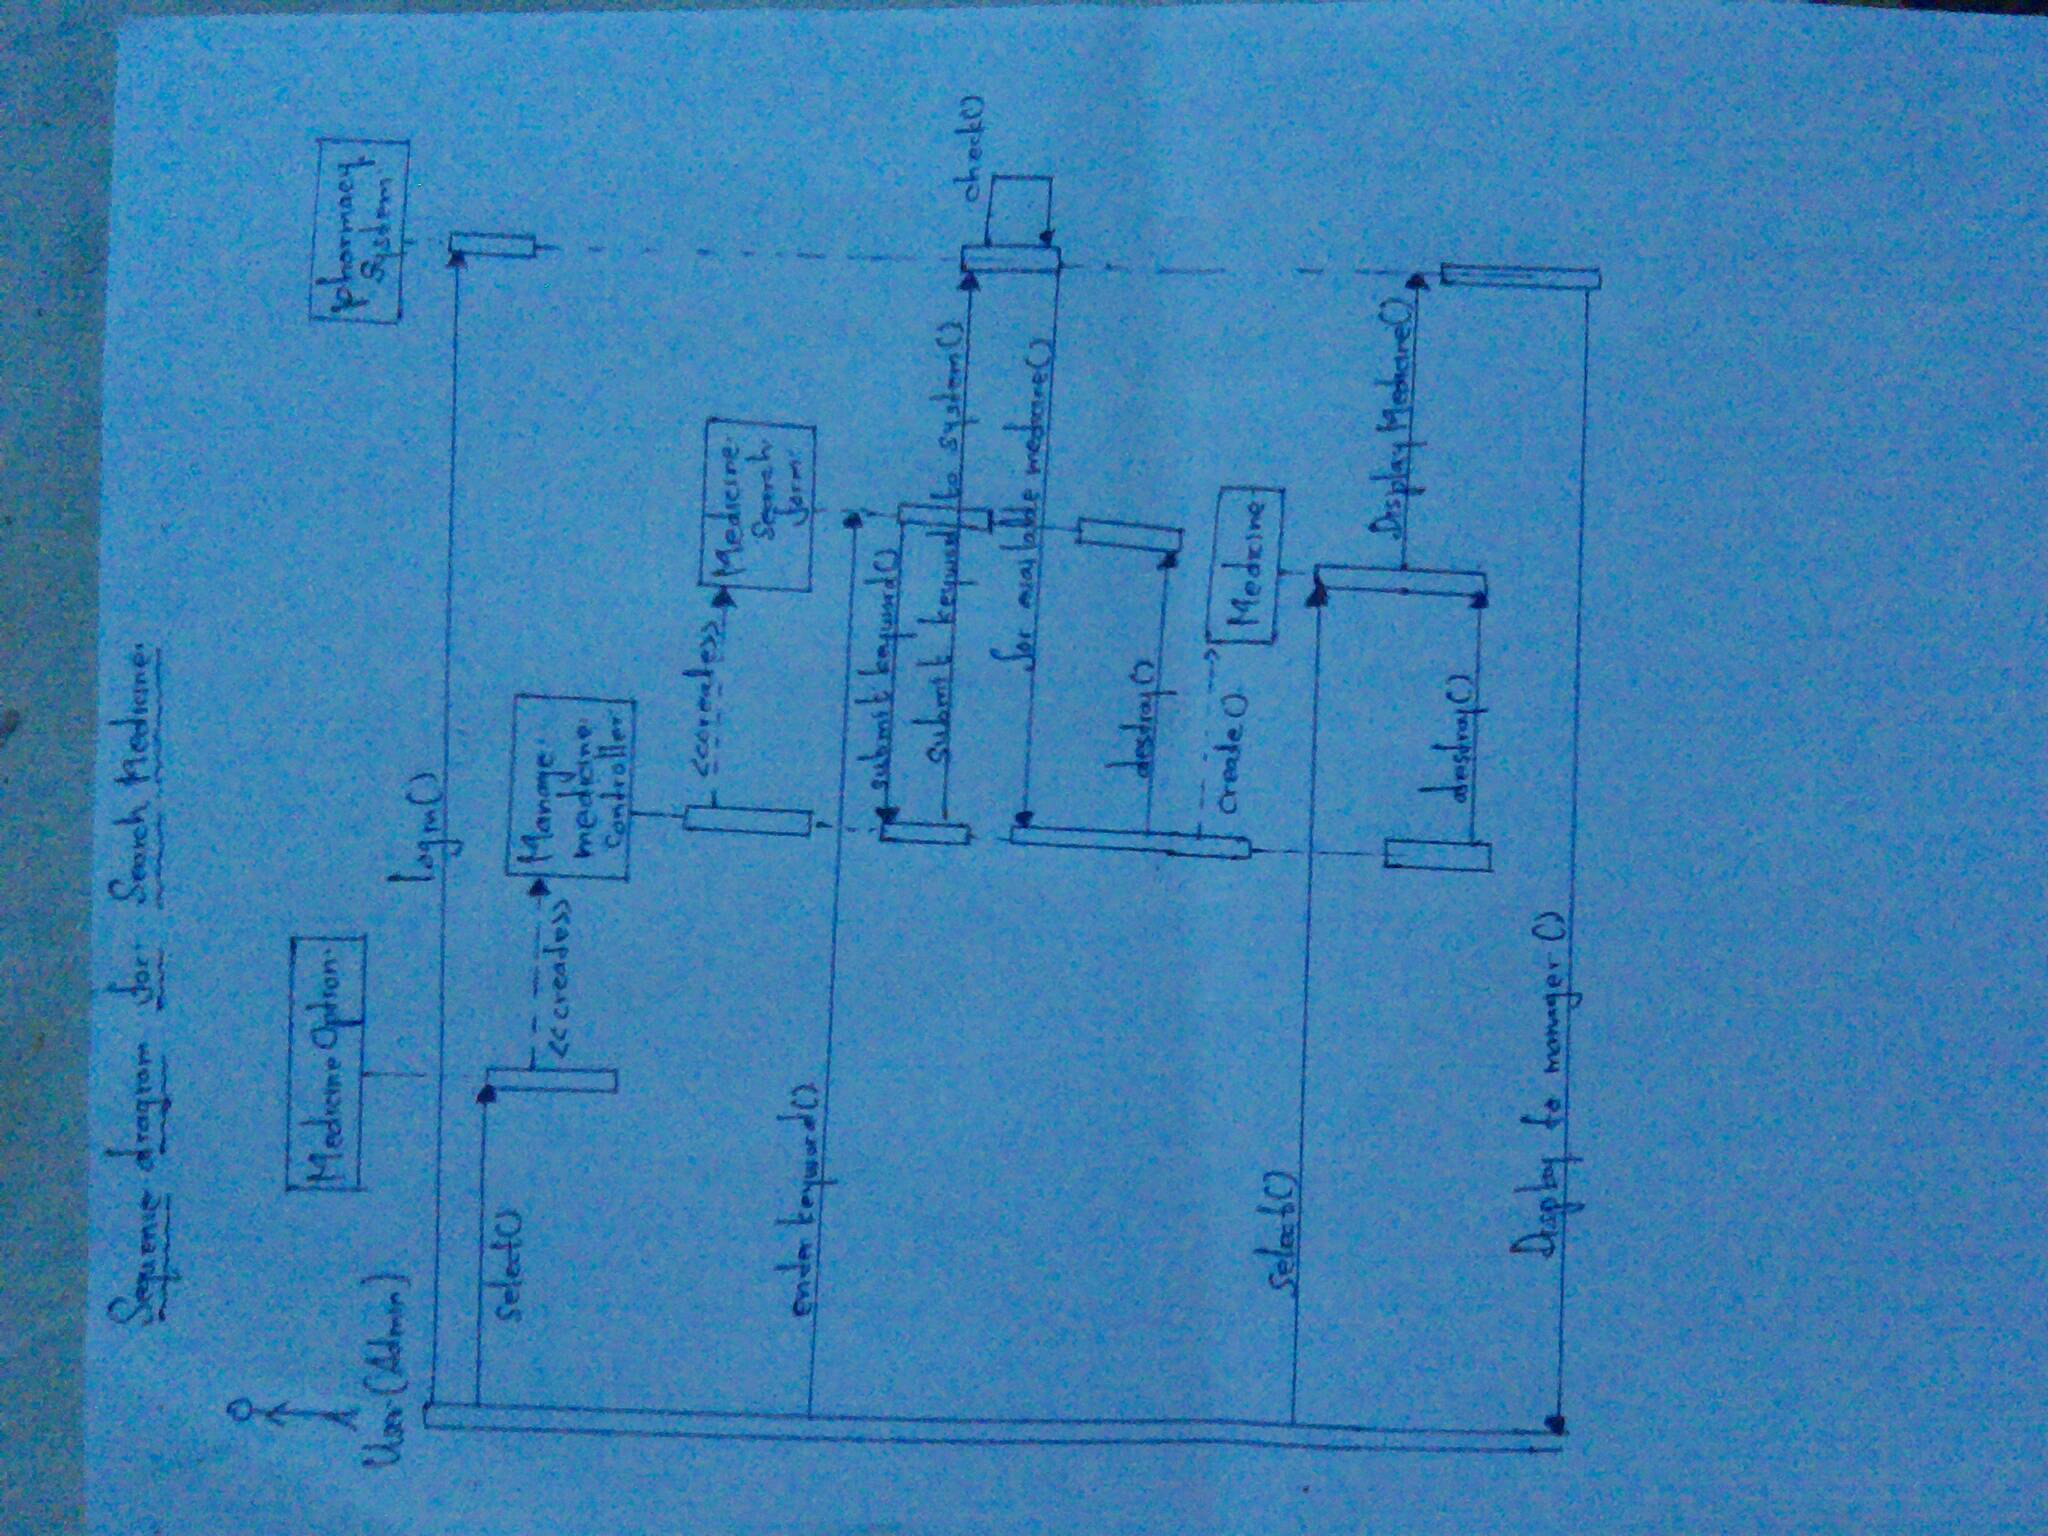 Sequence diagram for Search Medicine.
Medicine Option.
pharmacy
System.
User (Admin)
login()
select()
<<create>>
Manage.
medicine.
controller
<<create>>
Medicine.
Search
form.
enter keyword()
submit keyword()
submit keyword to system()
check()
for available medicine()
destroy()
create()
Medicine
select()
Display Medicine()
destroy()
Display to manager()